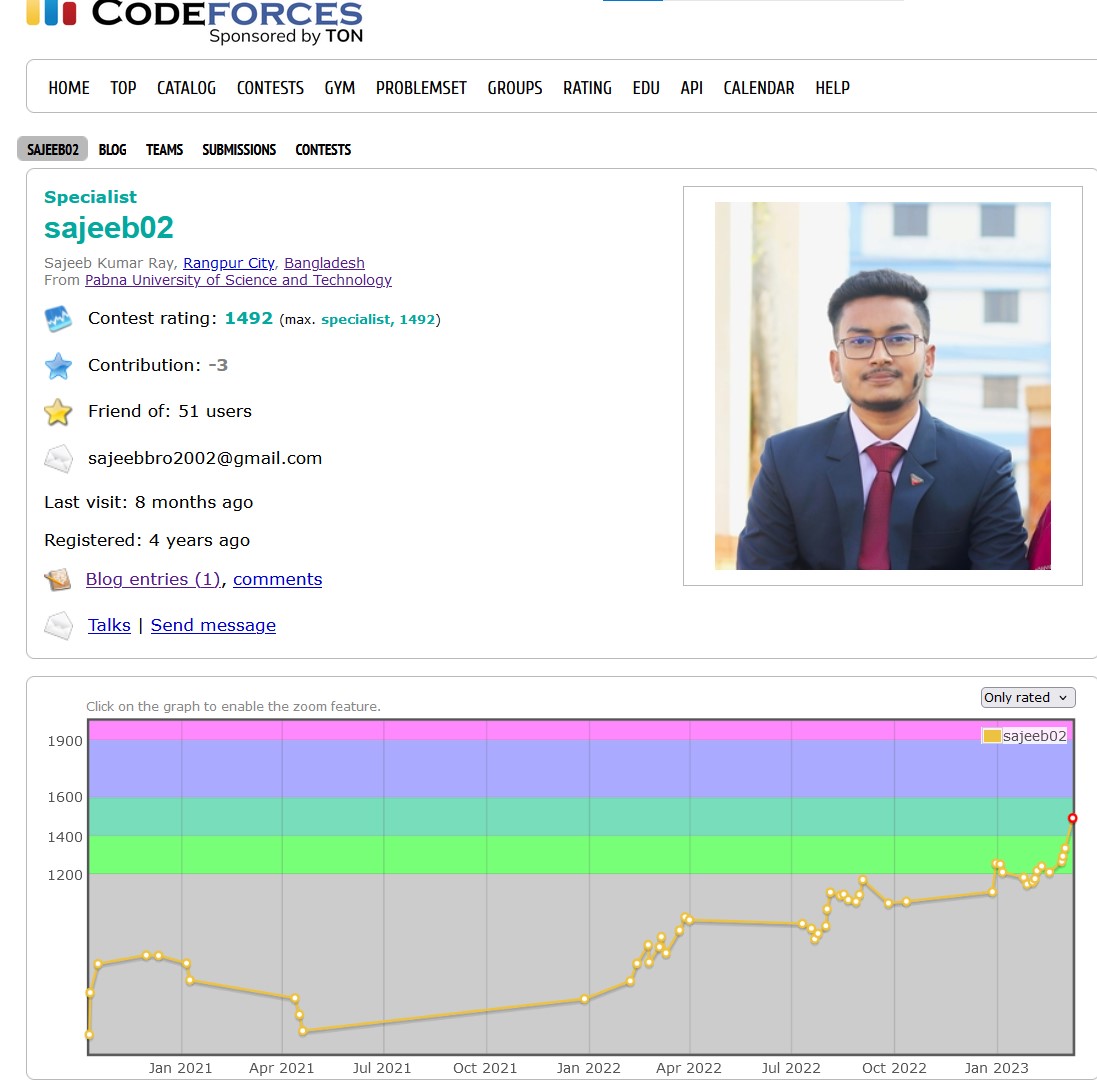 CODEFORCES
Sponsored by TON
HOME TOP CATALOG CONTESTS GYM PROBLEMSET GROUPS RATING EDU API CALENDAR HELP
SAJEEB02 BLOG TEAMS SUBMISSIONS CONTESTS
Specialist
sajeeb02
Sajeeb Kumar Ray, Rangpur City, Bangladesh
From Pabna University of Science and Technology
Contest rating: 1492 (max. specialist, 1492)
Contribution: -3
Friend of: 51 users
sajeebbro2002@gmail.com
Last visit: 8 months ago
Registered: 4 years ago
Blog entries (1), comments
Talks | Send message
Click on the graph to enable the zoom feature.
Only rated
sajeeb02
1900
1600
1400
1200
Jan 2021 Apr 2021 Jul 2021 Oct 2021 Jan 2022 Apr 2022 Jul 2022 Oct 2022 Jan 2023